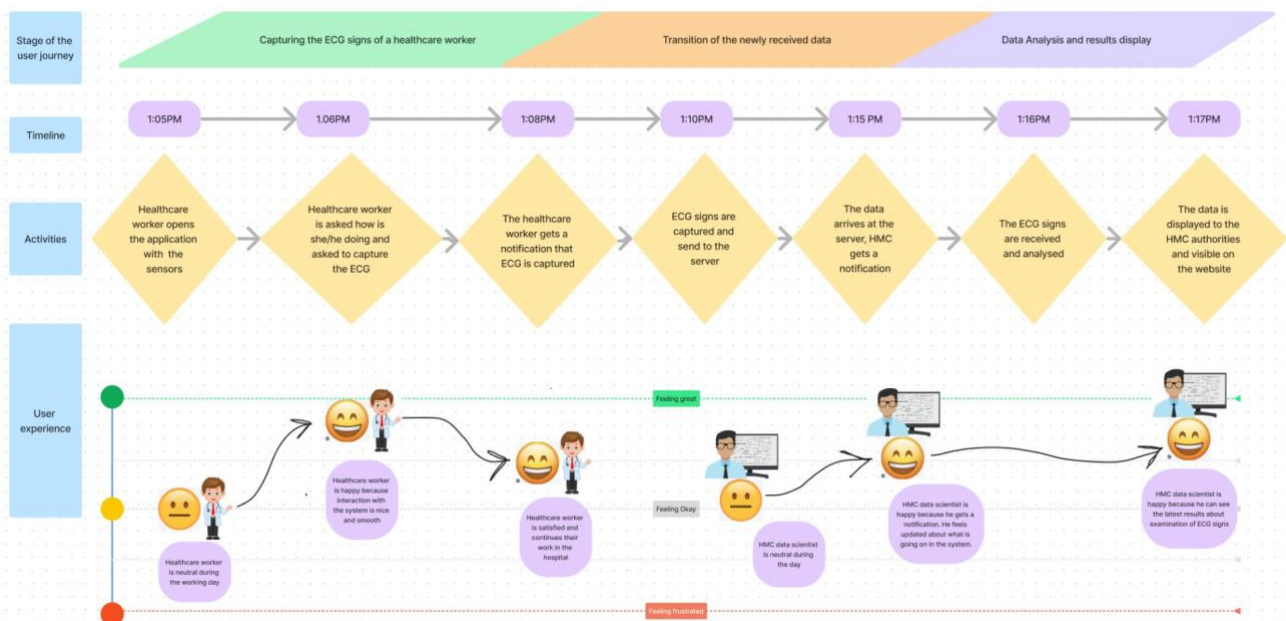 Stage of the
user journey
Capturing the ECG signs of a healthcare worker
Transition of the newly received data
Data Analysis and results display
Timeline
1:05PM
1.06PM
1:08PM
1:10PM
1:15 PM
1:16PM
1:17PM
Activities
Healthcare
worker opens
the application
with the
sensors
Healthcare worker
is asked how is
she/he doing and
asked to capture
the ECG
The healthcare
worker gets a
notification that
ECG is captured
ECG signs are
captured and
send to the
server
The data
arrives at the
server, HMC
gets a
notification
The ECG signs
are received
and analysed
The data is
displayed to the
HMC authorities
and visible on
the website
User
experience
Feeling great
Feeling Okay
Feeling frustrated
Healthcare worker
is neutral during
the working day
Healthcare worker
is happy because
interaction with
the system is nice
and smooth
Healthcare worker
is satisfied and
continues their
work in the
hospital
HMC data scientist
is neutral during
the day
HMC data scientist is
happy because he gets a
notification. He feels
updated about what is
going on in the system.
HMC data scientist is
happy because he can see
the latest results about
examination of ECG signs